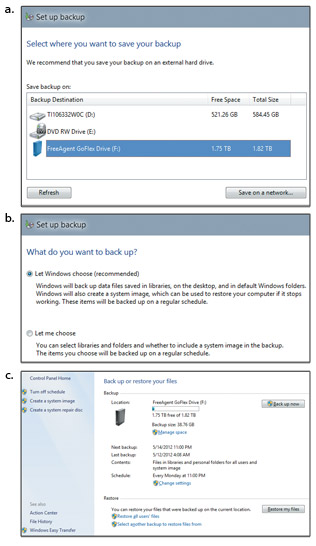 a.
Set up backup
Select where you want to save your backup
We recommend that you save your backup on an external hard drive.
Save backup on:
Backup Destination Free Space Total Size
TI106332W0C (D:) 521.26 GB 584.45 GB
DVD RW Drive (E:)
FreeAgent GoFlex Drive (F:) 1.75 TB 1.82 TB
Refresh Save on a network...
b.
Set up backup
What do you want to back up?
Let Windows choose (recommended)
Windows will back up data files saved in libraries, on the desktop, and in default Windows folders.
Windows will also create a system image, which can be used to restore your computer if it stops
working. These items will be backed up on a regular schedule.
Let me choose
You can select libraries and folders and whether to include a system image in the backup.
The items you choose will be backed up on a regular schedule.
c.
Control Panel Home
Turn off schedule
Create a system image
Create a system repair disc
See also
Action Center
File History
Windows Easy Transfer
Back up or restore your files
Backup
Location: FreeAgent GoFlex Drive (F:) Back up now
1.75 TB free of 1.82 TB
Backup size: 38.76 GB
Manage space
Next backup: 5/14/2012 11:00 PM
Last backup: 5/12/2012 4:08 AM
Contents: Files in libraries and personal folders for all users and
system image
Schedule: Every Monday at 11:00 PM
Change settings
Restore
You can restore your files that were backed up on the current location. Restore my files
Restore all users' files
Select another backup to restore files from